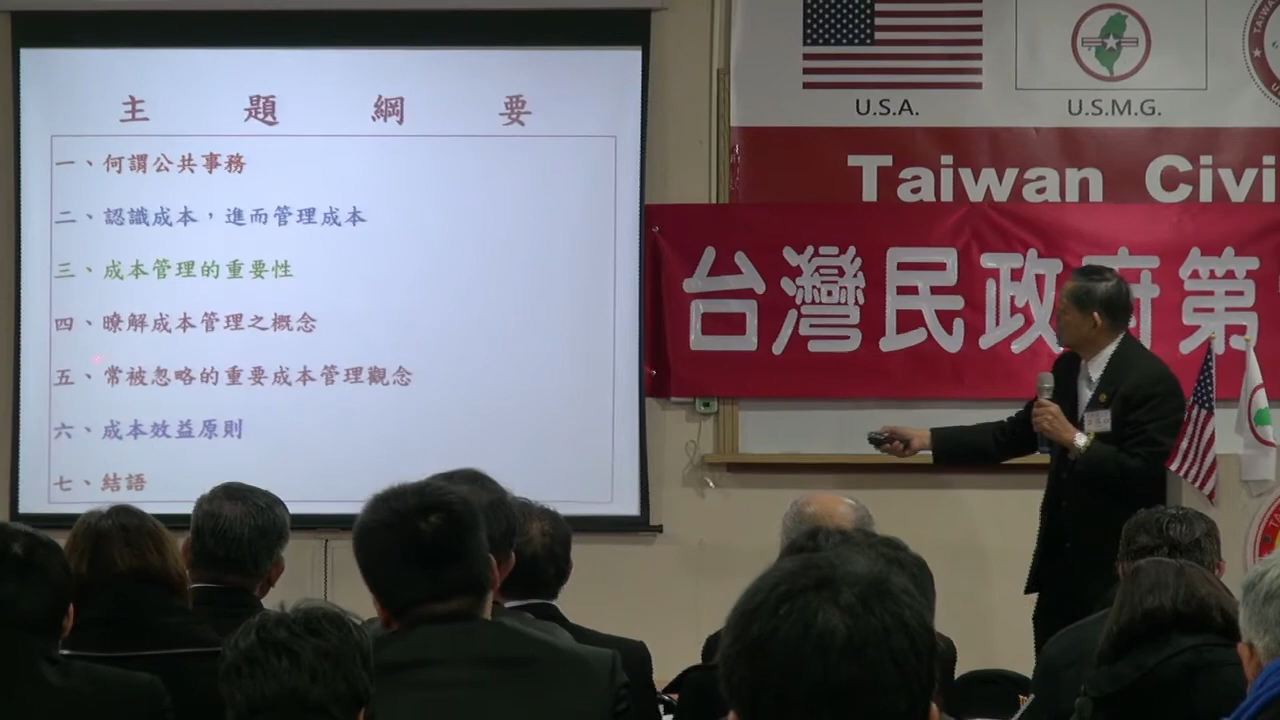 主題綱要
一、何謂公共事務
二、認識成本，進而管理成本
三、成本管理的重要性
四、瞭解成本管理之概念
五、常被忽略的重要成本管理觀念
六、成本效益原則
七、結語
U.S.A.
U.S.M.G.
Taiwan Civi
台灣民政府第